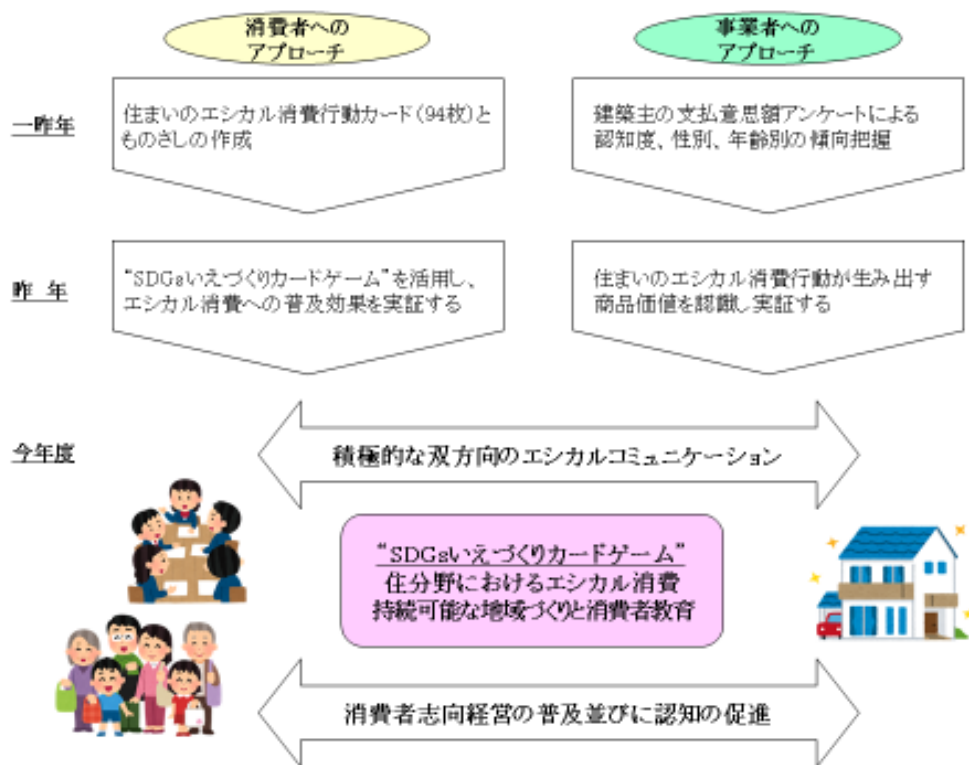 消費者への
アプローチ
事業者への
アプローチ
一昨年
住まいのエシカル消費行動カード（94枚）と
ものさしの作成
建築主の支払意思額アンケートによる
認知度、性別、年齢別の傾向把握
昨 年
“SDGsいえづくりカードゲーム”を活用し、
エシカル消費への普及効果を実証する
住まいのエシカル消費行動が生み出す
商品価値を認識し実証する
今年度
積極的な双方向のエシカルコミュニケーション
“SDGsいえづくりカードゲーム”
住分野におけるエシカル消費
持続可能な地域づくりと消費者教育
消費者志向経営の普及並びに認知の促進